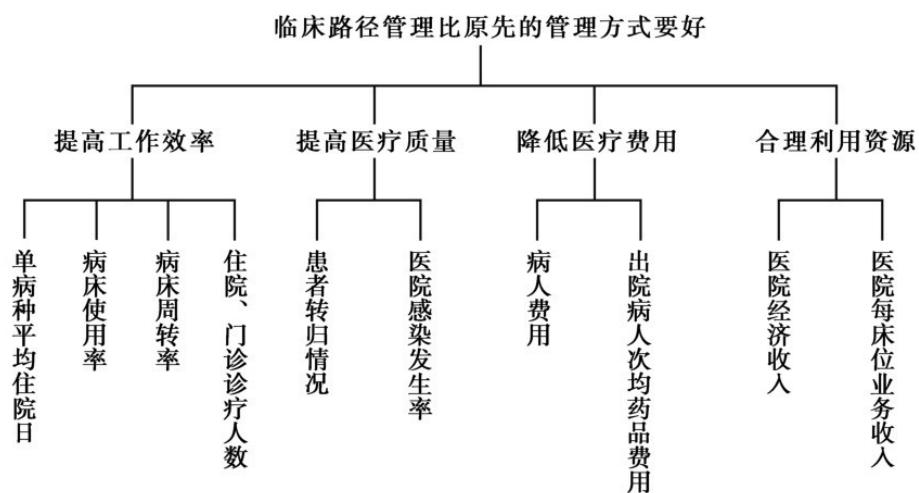 临床路径管理比原先的管理方式要好
提高工作效率
提高医疗质量
降低医疗费用
合理利用资源
单病种平均住院日
病床使用率
病床周转率
住院、门诊诊疗人数
患者转归情况
医院感染发生率
病人费用
出院病人次均药品费用
医院经济收入
医院每床位业务收入